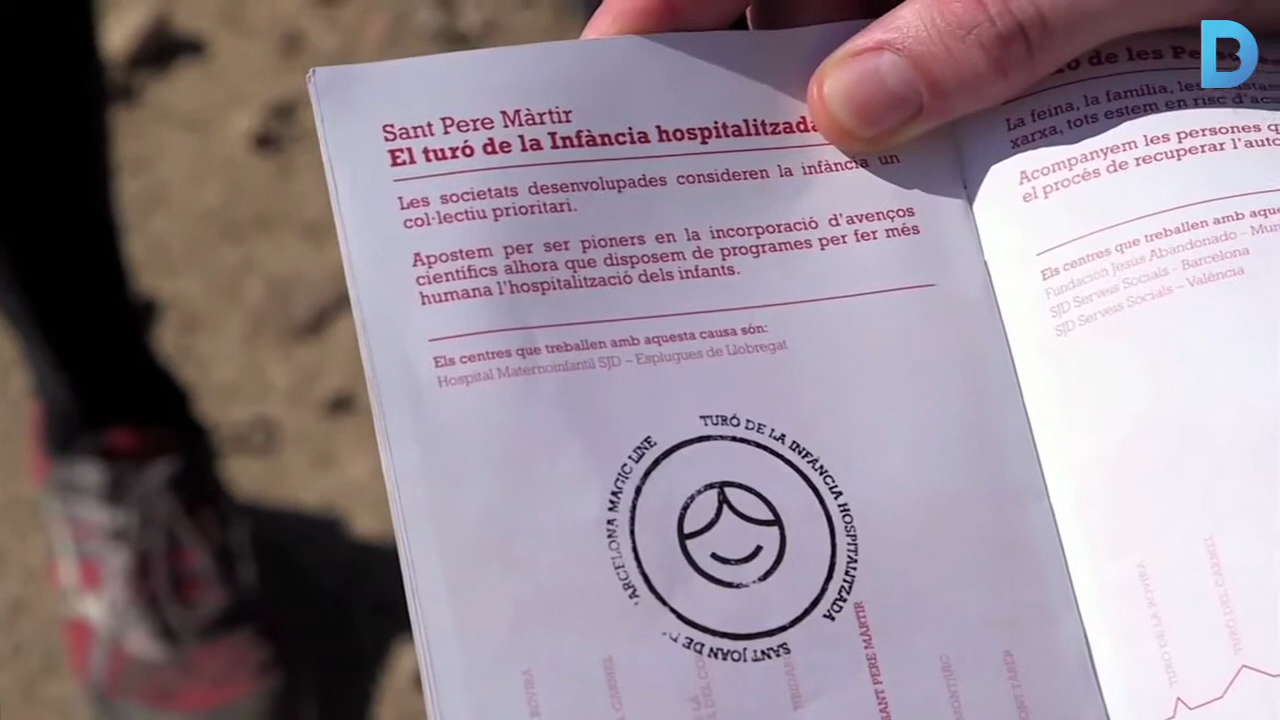 Sant Pere Màrtir
El turó de la Infància hospitalitzada
Les societats desenvolupades consideren la infància un
col·lectiu prioritari.
Apostem per ser pioners en la incorporació d'avenços
científics alhora que disposem de programes per fer més
humana l'hospitalització dels infants.
Els centres que treballen amb aquesta causa són:
Hospital Maternoinfantil SJD – Esplugues de Llobregat
TURÓ DE LA INFÀNCIA HOSPITALITZADA
SANT JOAN DE
MAGIC LINE
ROVIRA
SANT PERE MÀRTIR
de les
La feina, la família, les
xarxa, tots estem en risc
Acompanyem les persones
el procés de recuperar
Els centres que treballen amb
Fundación Jesús Abandonado –
SJD Serveis Socials – Barcelona
SJD Serveis Socials – València
TURÓ DE LA ROVIRA
TURÓ DEL CARMEL
B